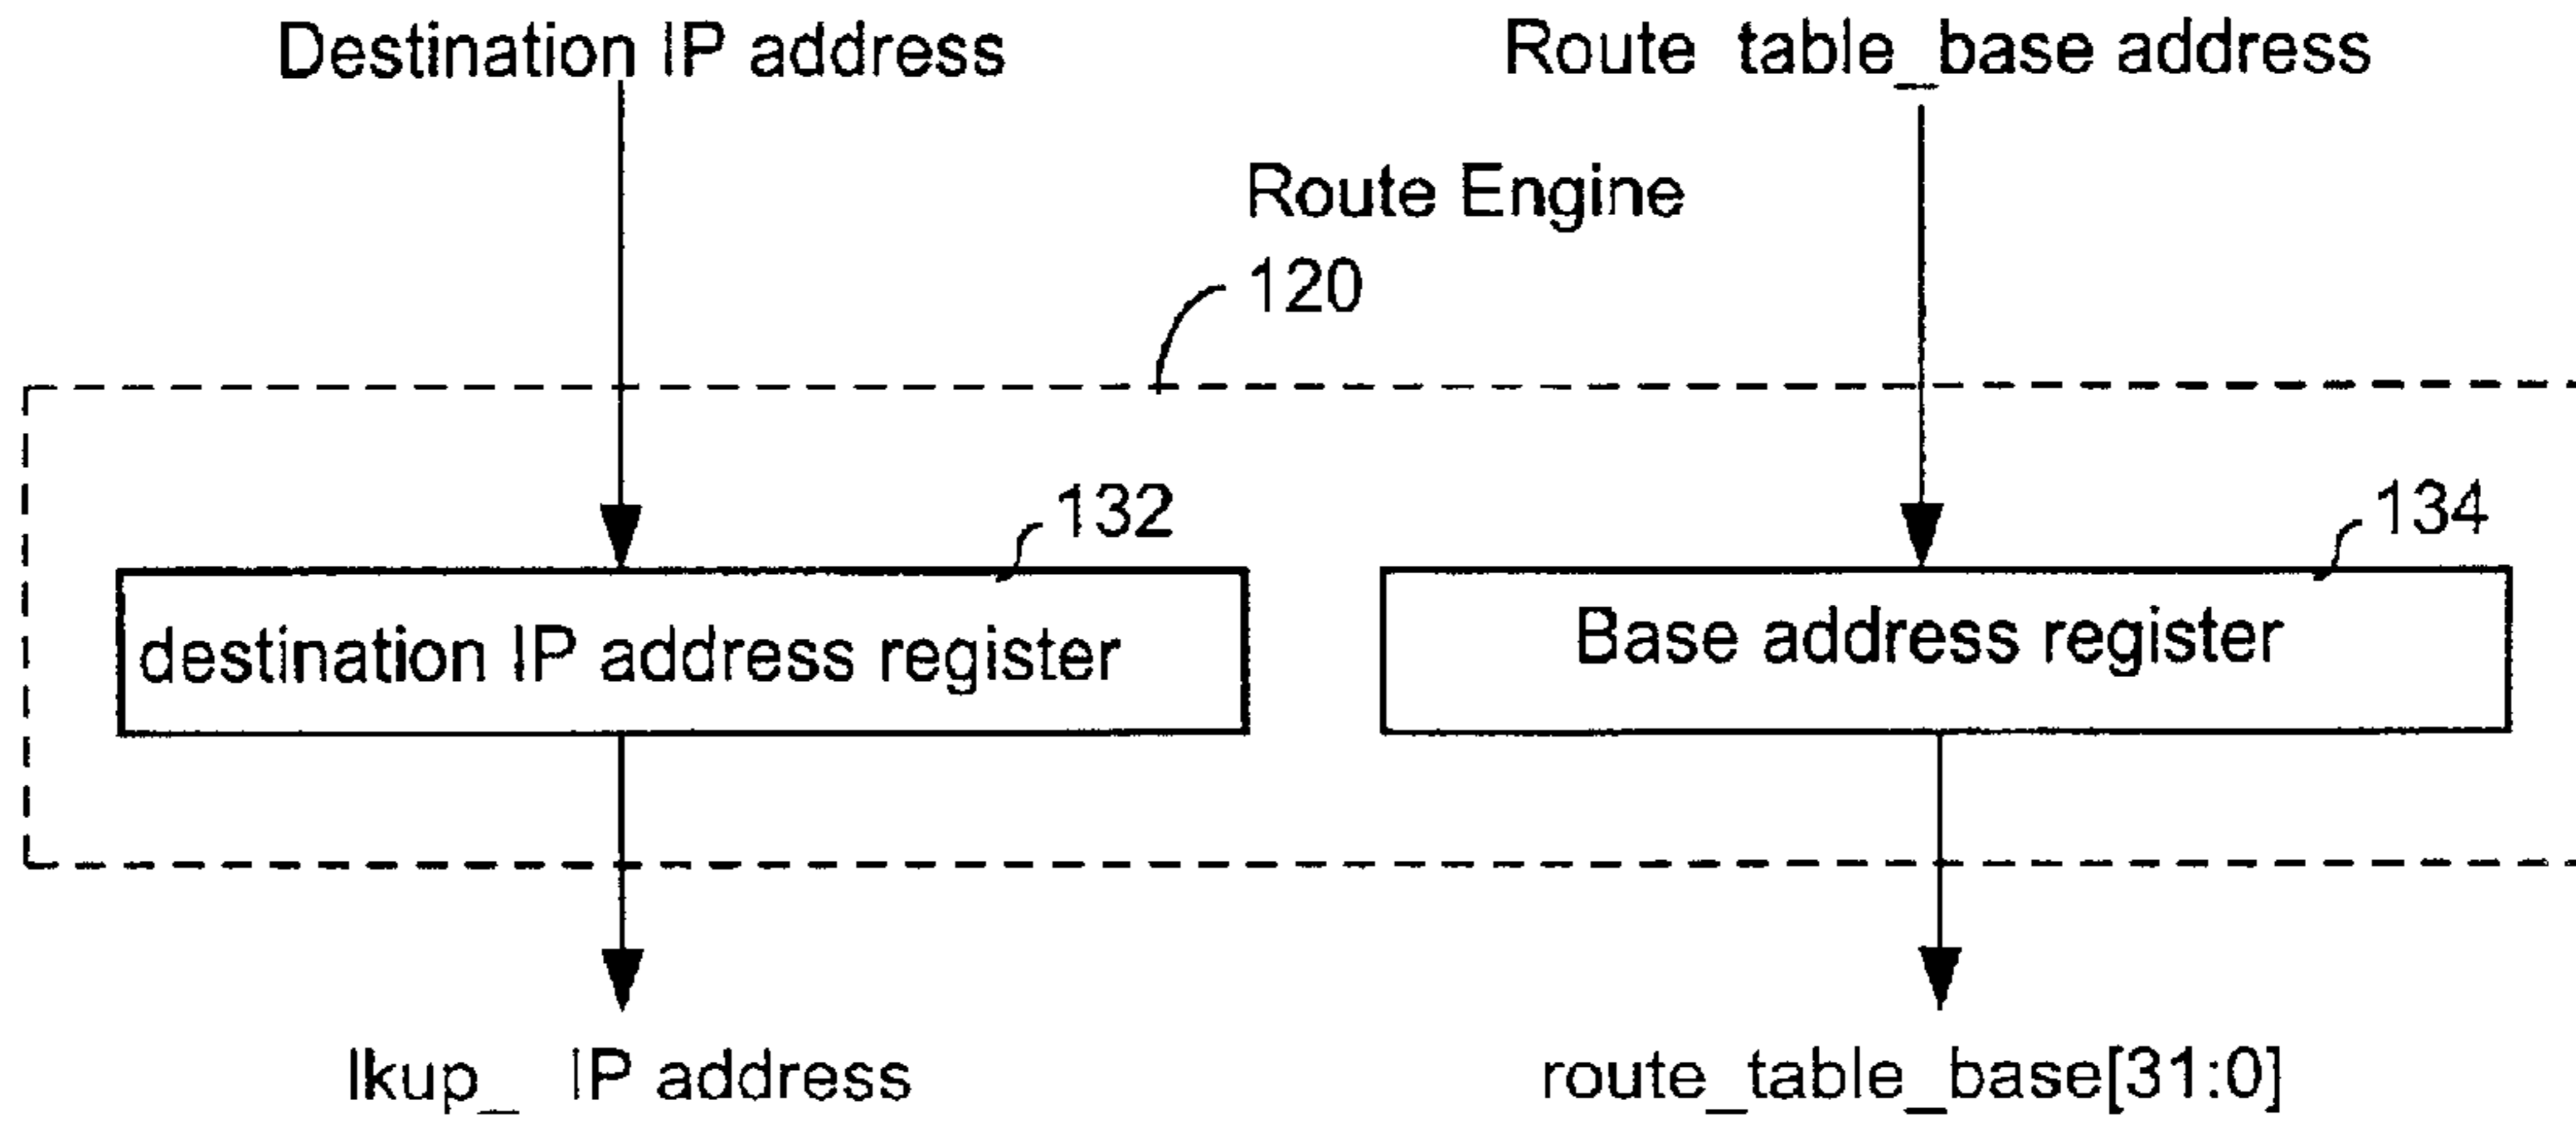 Destination IP address
Route table_base address
Route Engine
120
132
134
destination IP address register
Base address register
lkup_ IP address
route_table_base[31:0]